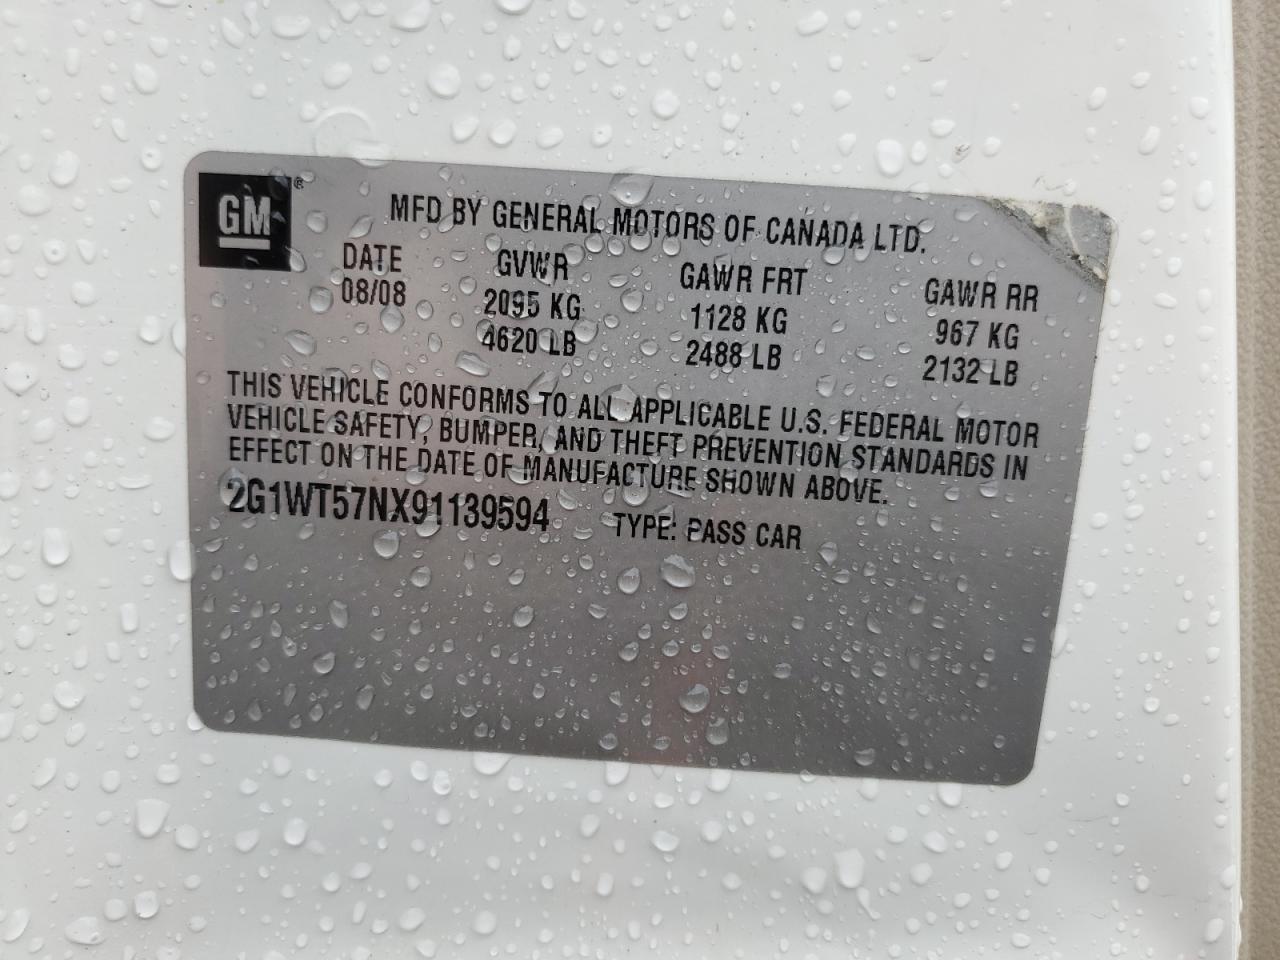 GM ®
MFD BY GENERAL MOTORS OF CANADA LTD.
DATE GVWR GAWR FRT GAWR RR
08/08 2095 KG 1128 KG 967 KG
4620 LB 2488 LB 2132 LB
THIS VEHICLE CONFORMS TO ALL APPLICABLE U.S. FEDERAL MOTOR
VEHICLE SAFETY, BUMPER, AND THEFT PREVENTION STANDARDS IN
EFFECT ON THE DATE OF MANUFACTURE SHOWN ABOVE.
2G1WT57NX91139594 TYPE: PASS CAR